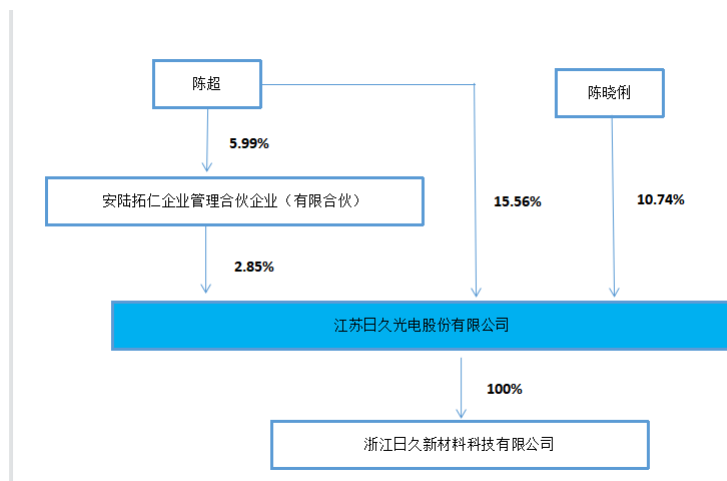 陈超
陈晓俐
5.99%
安陆拓仁企业管理合伙企业（有限合伙）
15.56%
10.74%
2.85%
江苏日久光电股份有限公司
100%
浙江日久新材料科技有限公司